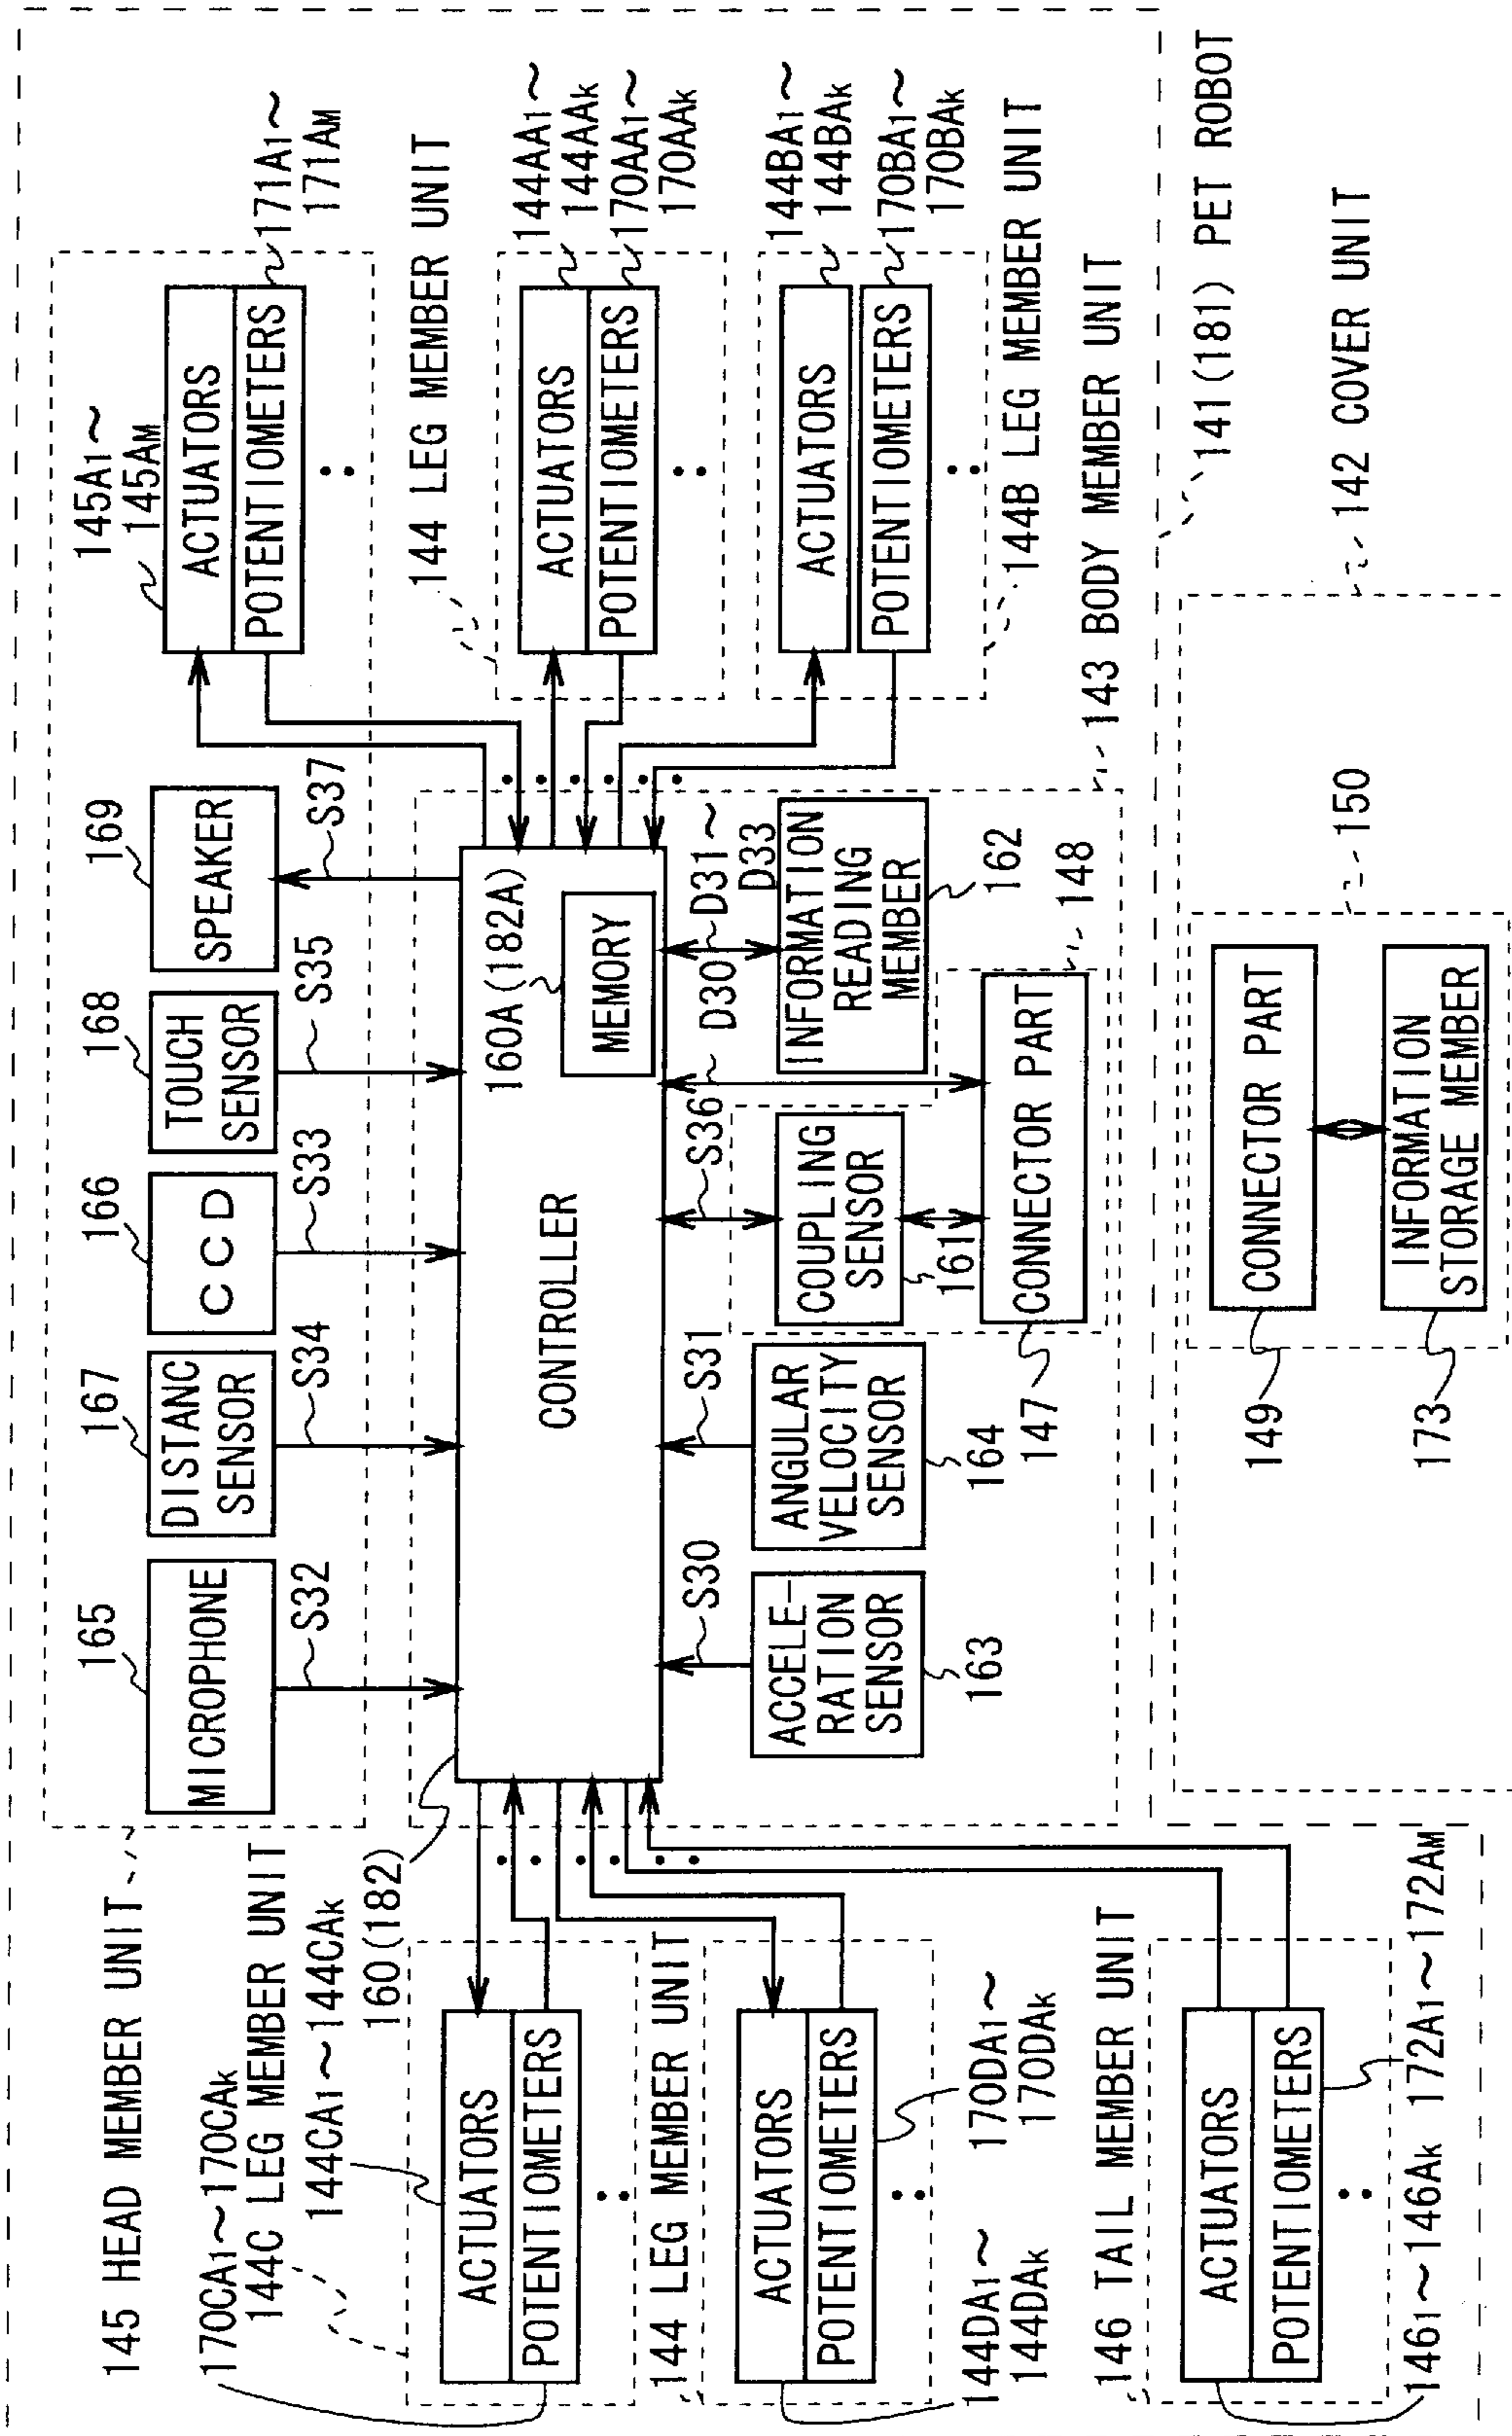 145 HEAD MEMBER UNIT
165
MICROPHONE
S32
167
DISTANC
SENSOR
S34
166
CCD
S33
168
TOUCH
SENSOR
S35
169
SPEAKER
S37
145A1~
145AM
ACTUATORS
POTENTIOMETERS
171A1~
171AM
170CA1~170CAk
144C LEG MEMBER UNIT
144CA1~144CAk
160(182)
ACTUATORS
POTENTIOMETERS
CONTROLLER
160A(182A)
MEMORY
144 LEG MEMBER UNIT
ACTUATORS
POTENTIOMETERS
144AA1~
144AAk
170AA1~
170AAk
144 LEG MEMBER UNIT
ACTUATORS
POTENTIOMETERS
170DA1~
170DAk
144DA1~
144DAk
S30
ACCELE-
RATION
SENSOR
163
S31
ANGULAR
VELOCITY
SENSOR
164
S36
COUPLING
SENSOR
161
D30
D31~
D33
INFORMATION
READING
MEMBER
162
147
CONNECTOR PART
148
ACTUATORS
POTENTIOMETERS
144BA1~
144BAk
170BA1~
170BAk
144B LEG MEMBER UNIT
143 BODY MEMBER UNIT
146 TAIL MEMBER UNIT
ACTUATORS
POTENTIOMETERS
1461~146Ak
172A1~172AM
141(181) PET ROBOT
149
CONNECTOR PART
150
173
INFORMATION
STORAGE MEMBER
142 COVER UNIT